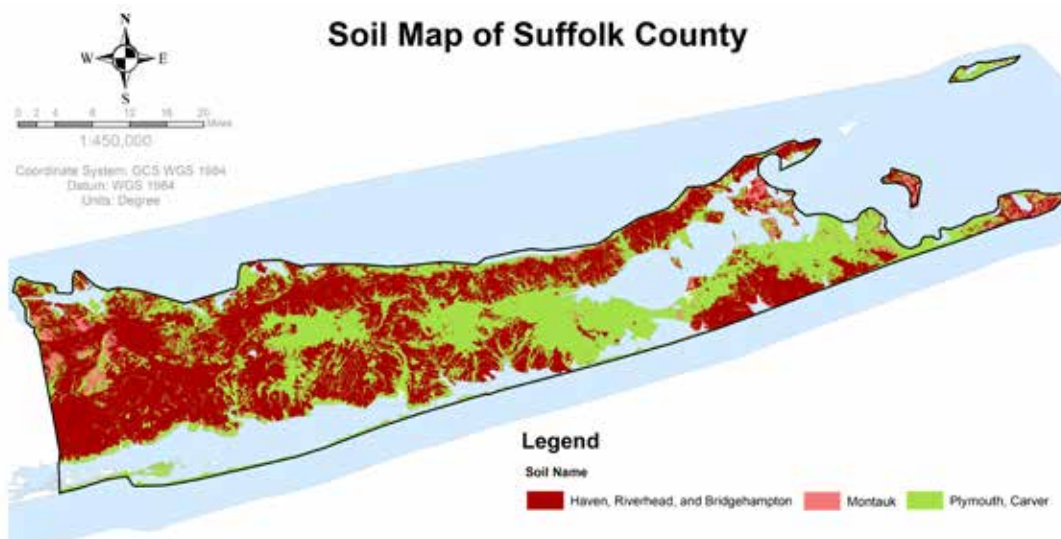 Soil Map of Suffolk County
N
W E
S
0 2 4 8 12 16 20
Miles
1:450,000
Coordinate System: GCS WGS 1984
Datum: WGS 1984
Units: Degree
Legend
Soil Name
Haven, Riverhead, and Bridgehampton Montauk Plymouth, Carver